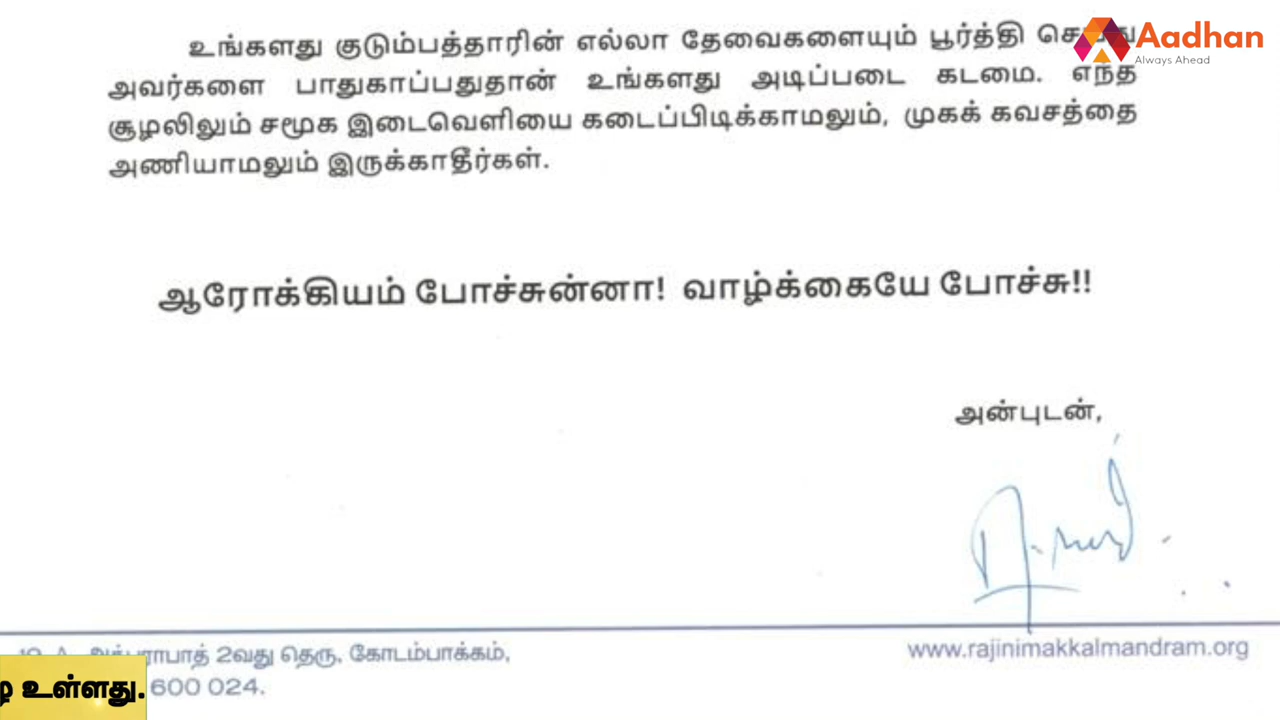 Aadhan
Always Ahead
உங்களது குடும்பத்தாரின் எல்லா தேவைகளையும் பூர்த்தி
அவர்களை பாதுகாப்பதுதான் உங்களது அடிப்படை கடமை. எந்த
சூழலிலும் சமூக இடைவெளியை கடைப்பிடிக்காமலும், முகக் கவசத்தை
அணியாமலும் இருக்காதீர்கள்.
ஆரோக்கியம் போச்சுன்னா! வாழ்க்கையே போச்சு!!
அன்புடன்,
2வது தெரு, கோடம்பாக்கம்,
600 024.
www.rajinimakkalmandram.org
உள்ளது.